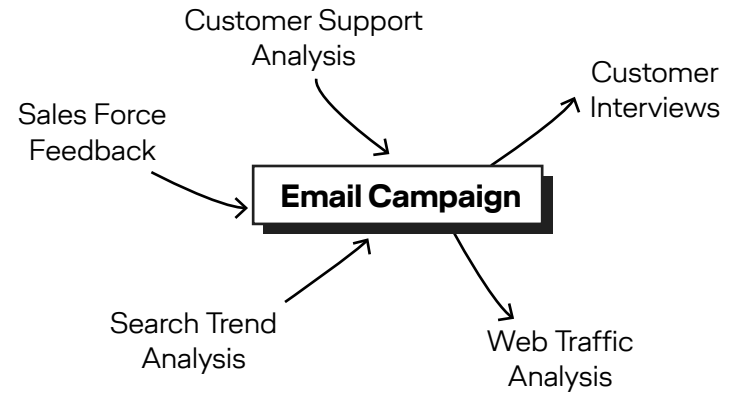 Customer Support
Analysis
Customer
Interviews
Sales Force
Feedback
Email Campaign
Search Trend
Analysis
Web Traffic
Analysis